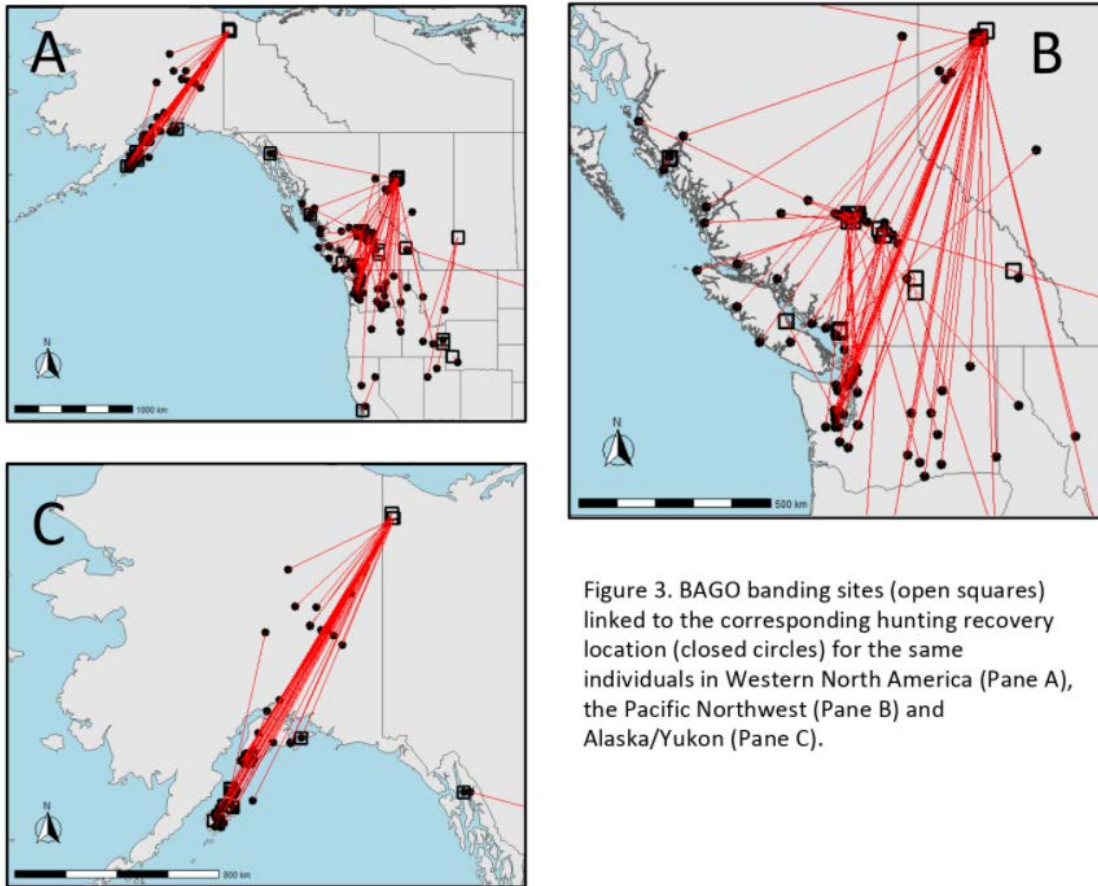 A
N
1000 km
B
N
500 km
C
N
800 km
Figure 3. BAGO banding sites (open squares)
linked to the corresponding hunting recovery
location (closed circles) for the same
individuals in Western North America (Pane A),
the Pacific Northwest (Pane B) and
Alaska/Yukon (Pane C).